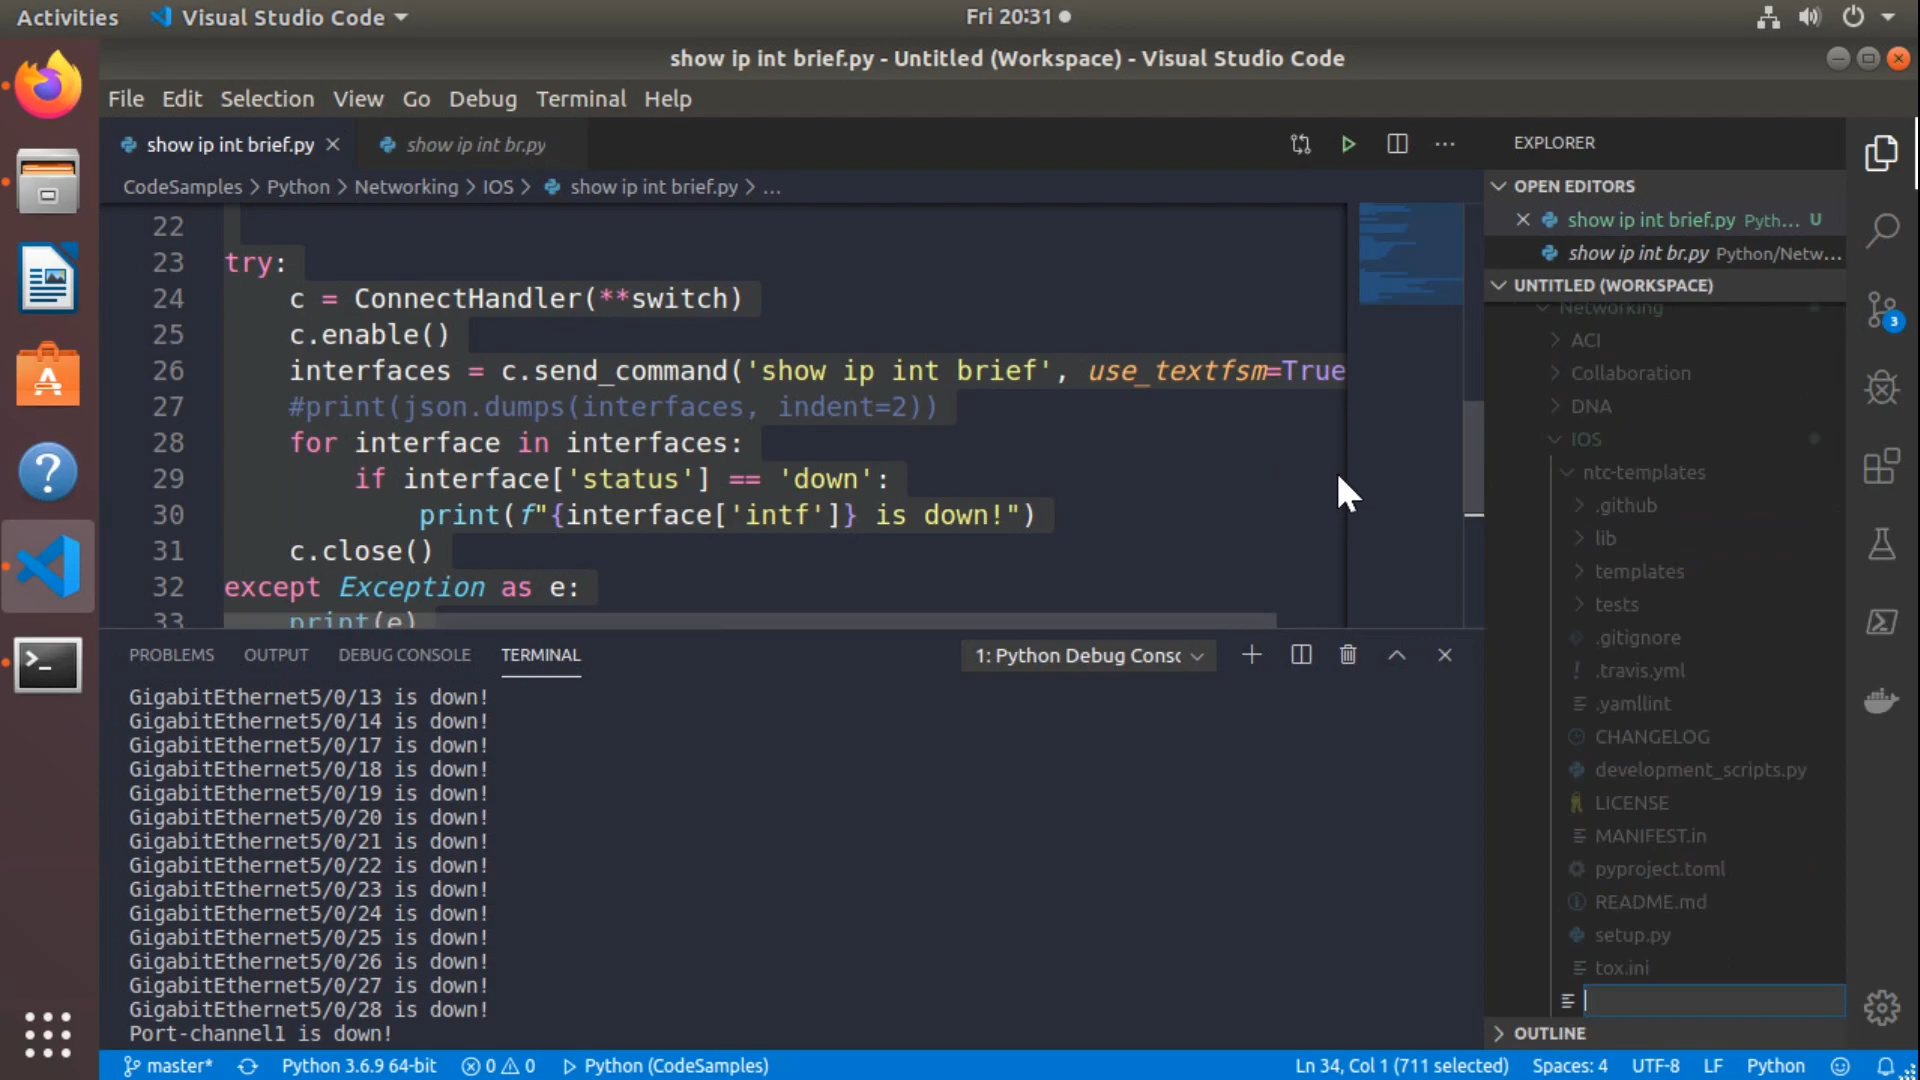 Activities
Visual Studio Code
Fri 20:31
show ip int brief.py - Untitled (Workspace) - Visual Studio Code
File Edit Selection View Go Debug Terminal Help
show ip int brief.py
show ip int br.py
CodeSamples > Python > Networking > IOS > show ip int brief.py > ...
22
23 try:
24 c = ConnectHandler(**switch)
25 c.enable()
26 interfaces = c.send_command('show ip int brief', use_textfsm=True
27 #print(json.dumps(interfaces, indent=2))
28 for interface in interfaces:
29 if interface['status'] == 'down':
30 print(f"{interface['intf']} is down!")
31 c.close()
32 except Exception as e:
33 print(e)
PROBLEMS OUTPUT DEBUG CONSOLE TERMINAL
1: Python Debug Consc
GigabitEthernet5/0/13 is down!
GigabitEthernet5/0/14 is down!
GigabitEthernet5/0/17 is down!
GigabitEthernet5/0/18 is down!
GigabitEthernet5/0/19 is down!
GigabitEthernet5/0/20 is down!
GigabitEthernet5/0/21 is down!
GigabitEthernet5/0/22 is down!
GigabitEthernet5/0/23 is down!
GigabitEthernet5/0/24 is down!
GigabitEthernet5/0/25 is down!
GigabitEthernet5/0/26 is down!
GigabitEthernet5/0/27 is down!
GigabitEthernet5/0/28 is down!
Port-channel1 is down!
EXPLORER
OPEN EDITORS
show ip int brief.py Pyth... U
show ip int br.py Python/Netw...
UNTITLED (WORKSPACE)
Networking
ACI
Collaboration
DNA
IOS
ntc-templates
.github
lib
templates
tests
.gitignore
! .travis.yml
.yamllint
CHANGELOG
development_scripts.py
LICENSE
MANIFEST.in
pyproject.toml
README.md
setup.py
tox.ini
OUTLINE
3
master* Python 3.6.9 64-bit 0 0 Python (CodeSamples)
Ln 34, Col 1 (711 selected) Spaces: 4 UTF-8 LF Python